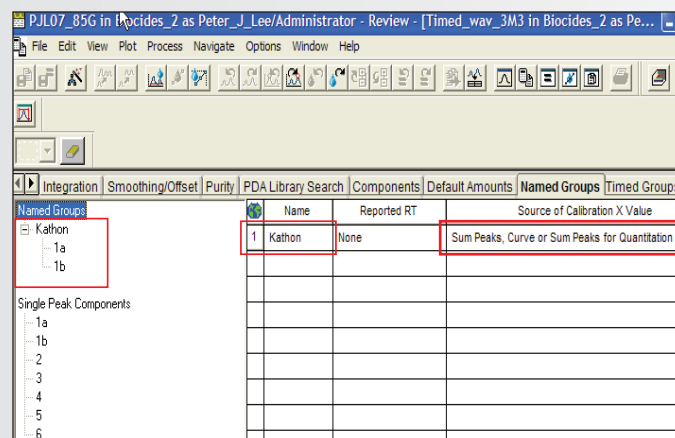 PJL07_85G in Biocides_2 as Peter_J_Lee/Administrator - Review - [Timed_wav_3M3 in Biocides_2 as Pe...
File Edit View Plot Process Navigate Options Window Help
Integration Smoothing/Offset Purity PDA Library Search Components Default Amounts Named Groups Timed Group
Named Groups
Kathon
1a
1b
Single Peak Components
1a
1b
2
3
4
5
6
Name Reported RT Source of Calibration X Value
1 Kathon None Sum Peaks, Curve or Sum Peaks for Quantitation